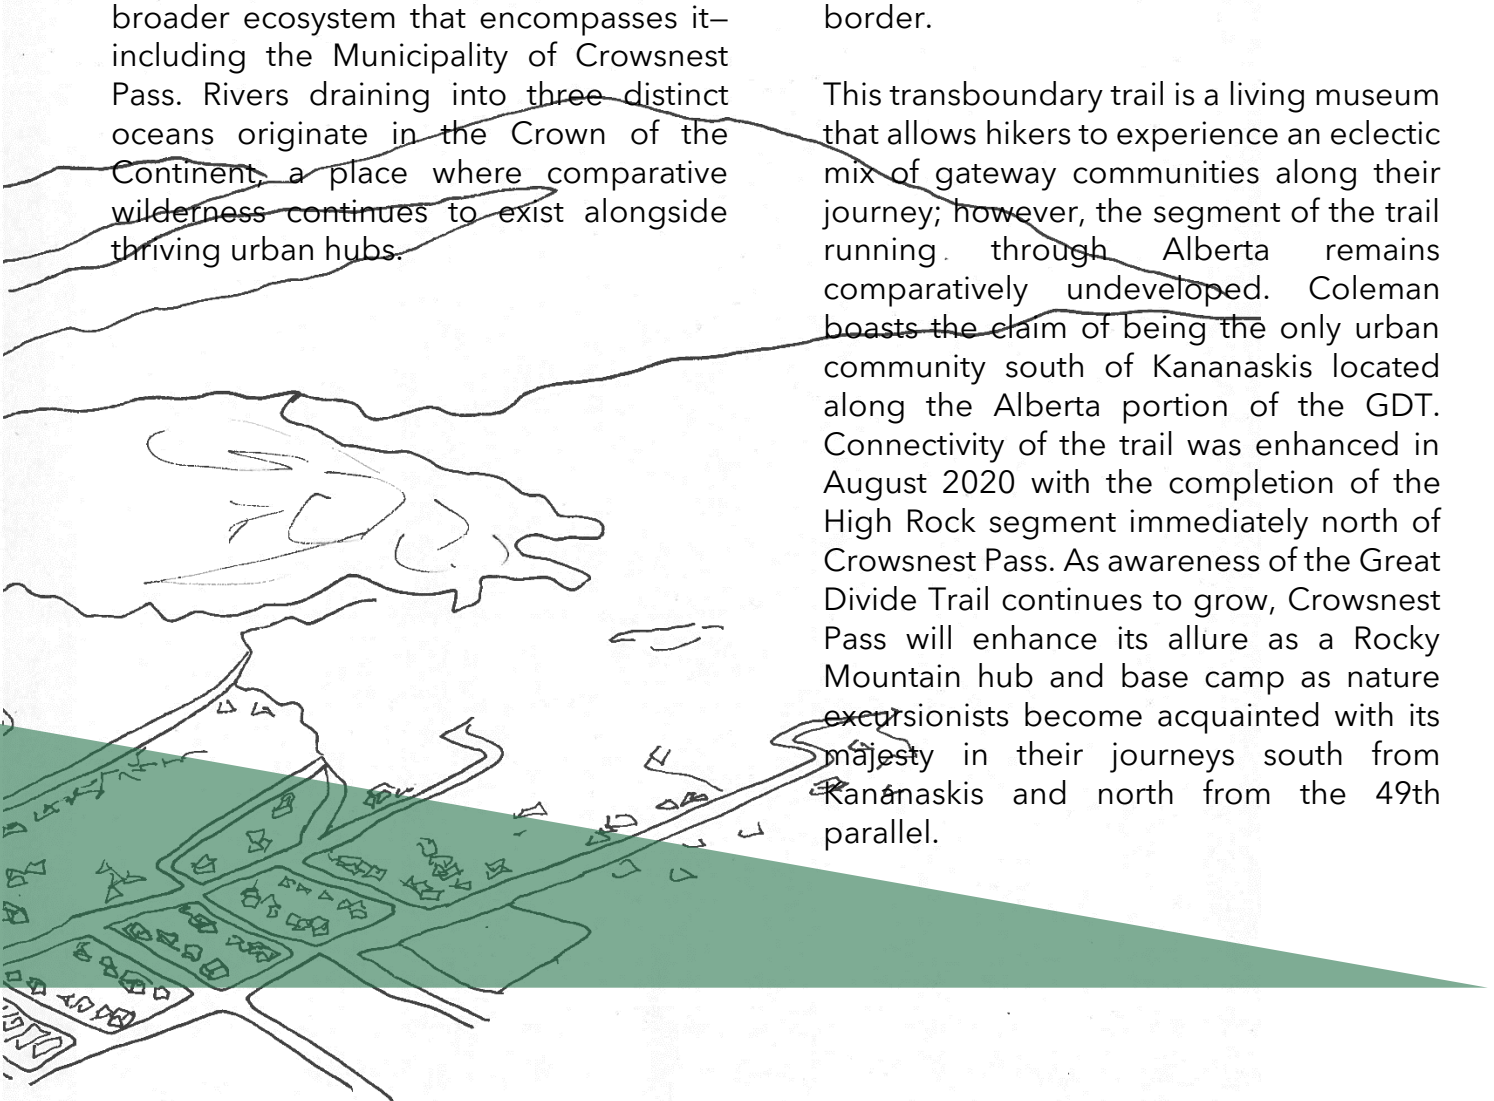 broader ecosystem that encompasses it—
including the Municipality of Crowsnest
Pass. Rivers draining into three distinct
oceans originate in the Crown of the
Continent, a place where comparative
wilderness continues to exist alongside
thriving urban hubs.
border.
This transboundary trail is a living museum
that allows hikers to experience an eclectic
mix of gateway communities along their
journey; however, the segment of the trail
running through Alberta remains
comparatively undeveloped. Coleman
boasts the claim of being the only urban
community south of Kananaskis located
along the Alberta portion of the GDT.
Connectivity of the trail was enhanced in
August 2020 with the completion of the
High Rock segment immediately north of
Crowsnest Pass. As awareness of the Great
Divide Trail continues to grow, Crowsnest
Pass will enhance its allure as a Rocky
Mountain hub and base camp as nature
excursionists become acquainted with its
majesty in their journeys south from
Kananaskis and north from the 49th
parallel.